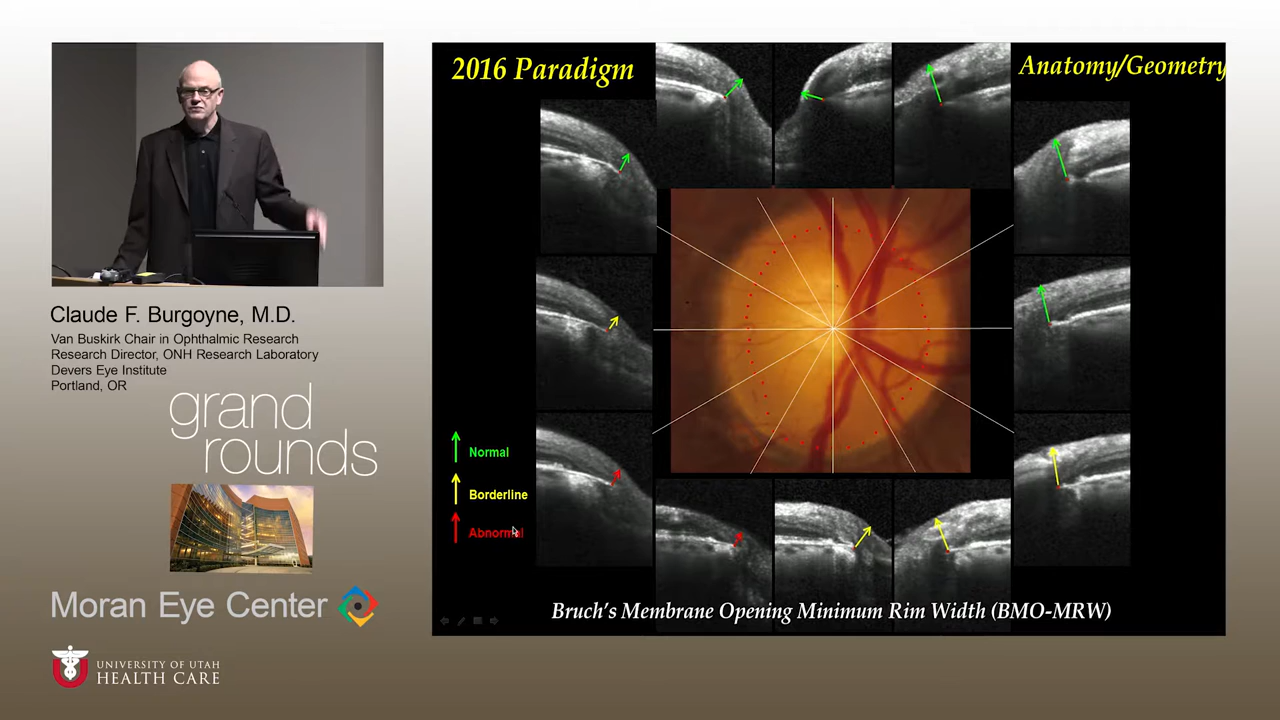 2016 Paradigm
Anatomy/Geometry
Claude F. Burgoyne, M.D.
Van Buskirk Chair in Ophthalmic Research
Research Director, ONH Research Laboratory
Devers Eye Institute
Portland, OR
grand
rounds
Moran Eye Center
UNIVERSITY OF UTAH
HEALTH CARE
Normal
Borderline
Abnormal
Bruch's Membrane Opening Minimum Rim Width (BMO-MRW)